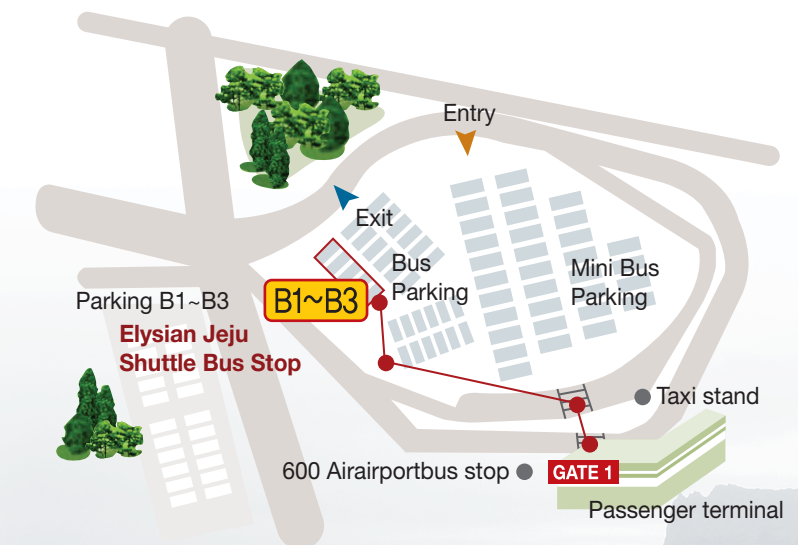 Entry
Exit
Bus
Parking
Mini Bus
Parking
B1~B3
Parking B1~B3
Elysian Jeju
Shuttle Bus Stop
Taxi stand
600 Airairportbus stop
GATE 1
Passenger terminal